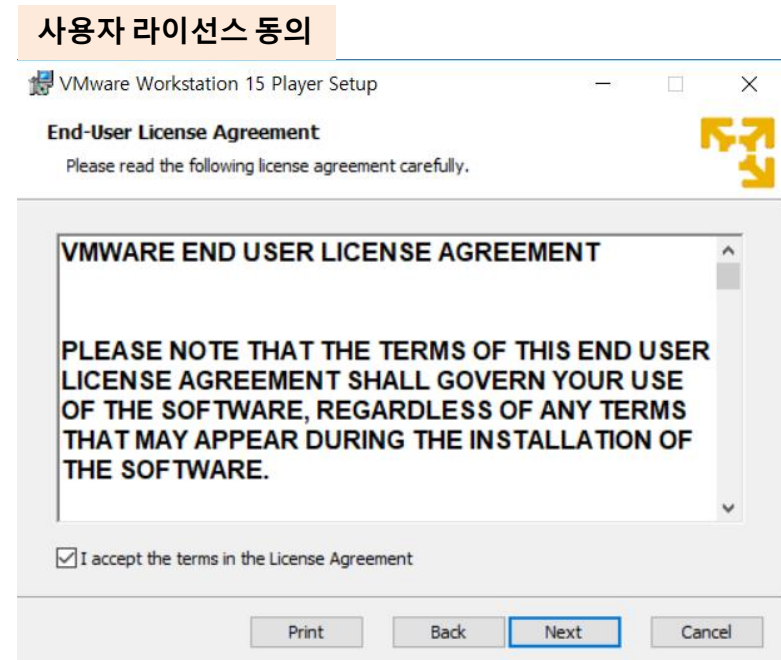 사용자 라이선스 동의
VMware Workstation 15 Player Setup
End-User License Agreement
Please read the following license agreement carefully.
VMWARE END USER LICENSE AGREEMENT
PLEASE NOTE THAT THE TERMS OF THIS END USER
LICENSE AGREEMENT SHALL GOVERN YOUR USE
OF THE SOFTWARE, REGARDLESS OF ANY TERMS
THAT MAY APPEAR DURING THE INSTALLATION OF
THE SOFTWARE.
I accept the terms in the License Agreement
Print Back Next Cancel